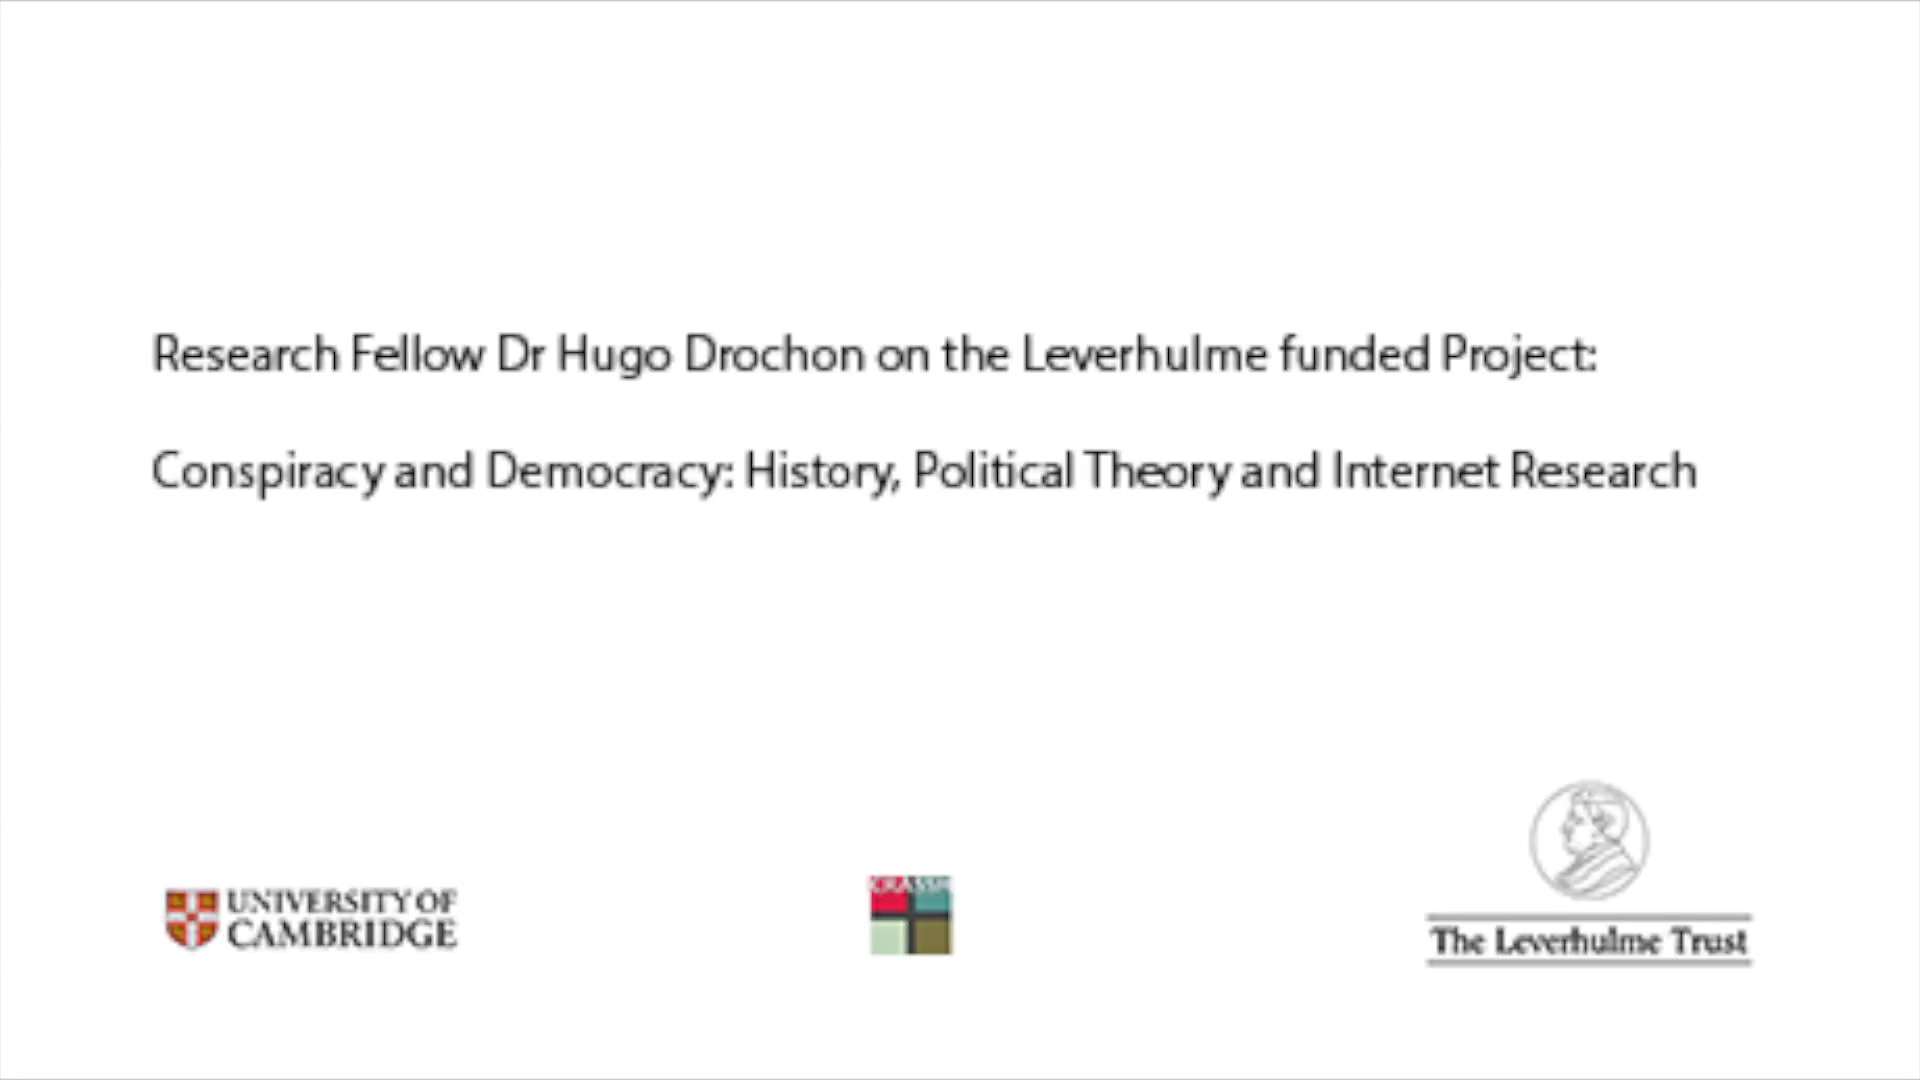 Research Fellow Dr Hugo Drochon on the Leverhulme funded Project:
Conspiracy and Democracy: History, Political Theory and Internet Research
UNIVERSITY OF
CAMBRIDGE
CRASSH
The Leverhulme Trust